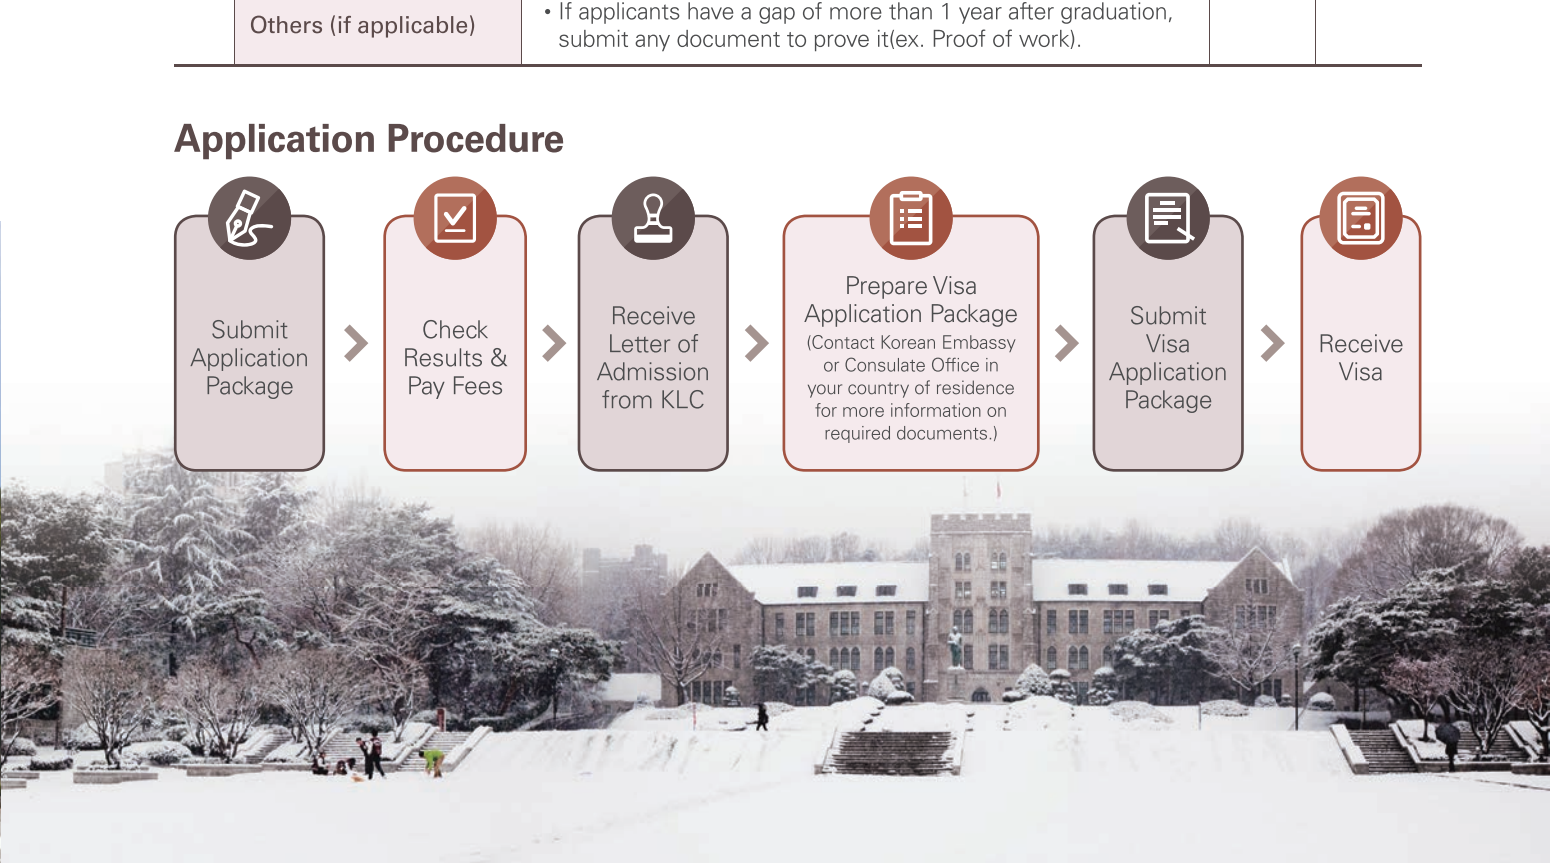 Others (if applicable)
• If applicants have a gap of more than 1 year after graduation,
submit any document to prove it(ex. Proof of work).
Application Procedure
Submit
Application
Package
Check
Results &
Pay Fees
Receive
Letter of
Admission
from KLC
Prepare Visa
Application Package
(Contact Korean Embassy
or Consulate Office in
your country of residence
for more information on
required documents.)
Submit
Visa
Application
Package
Receive
Visa